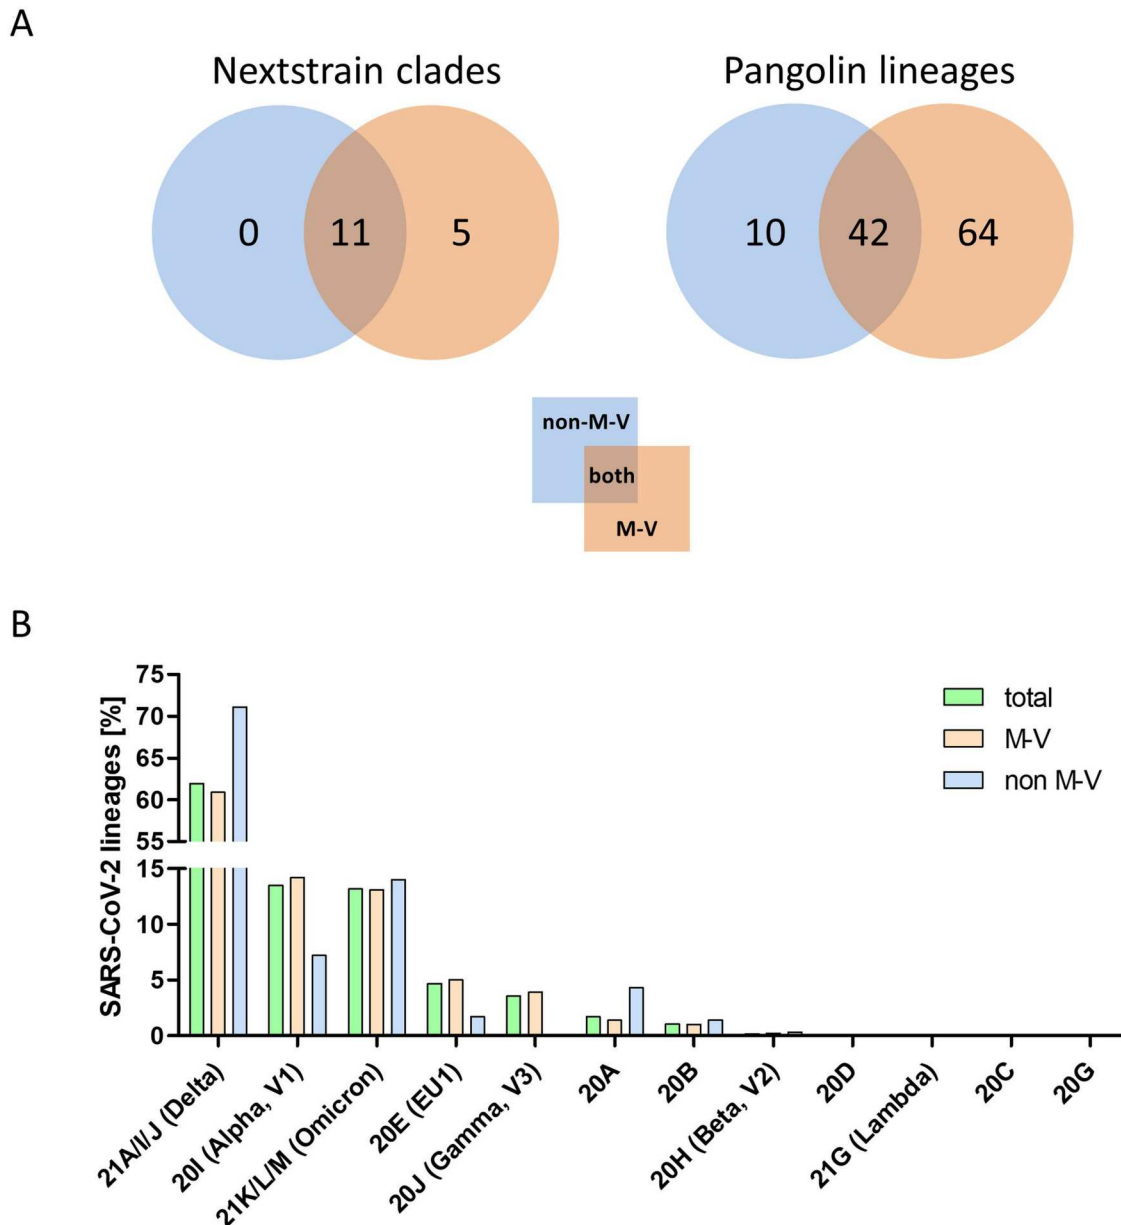 A
Nextstrain clades
Pangolin lineages
0
11
5
10
42
64
non-M-V
both
M-V
B
SARS-CoV-2 lineages [%]
75
70
65
60
55
15
10
5
0
total
M-V
non M-V
21A/I/J (Delta)
20I (Alpha, V1)
21K/L/M (Omicron)
20E (EU1)
20J (Gamma, V3)
20A
20B
20H (Beta, V2)
20D
21G (Lambda)
20C
20G